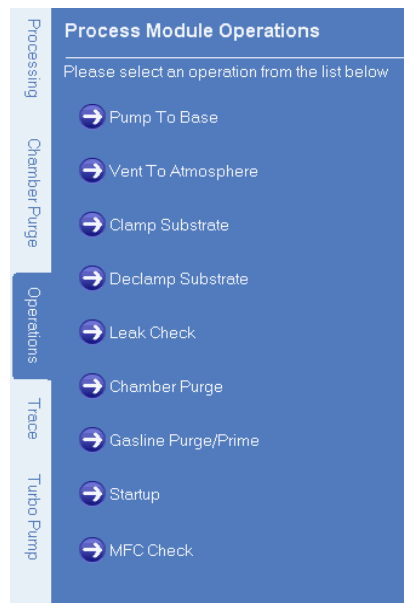 Processing
Chamber Purge
Operations
Trace
Turbo Pump
Process Module Operations
Please select an operation from the list below
Pump To Base
Vent To Atmosphere
Clamp Substrate
Declamp Substrate
Leak Check
Chamber Purge
Gasline Purge/Prime
Startup
MFC Check